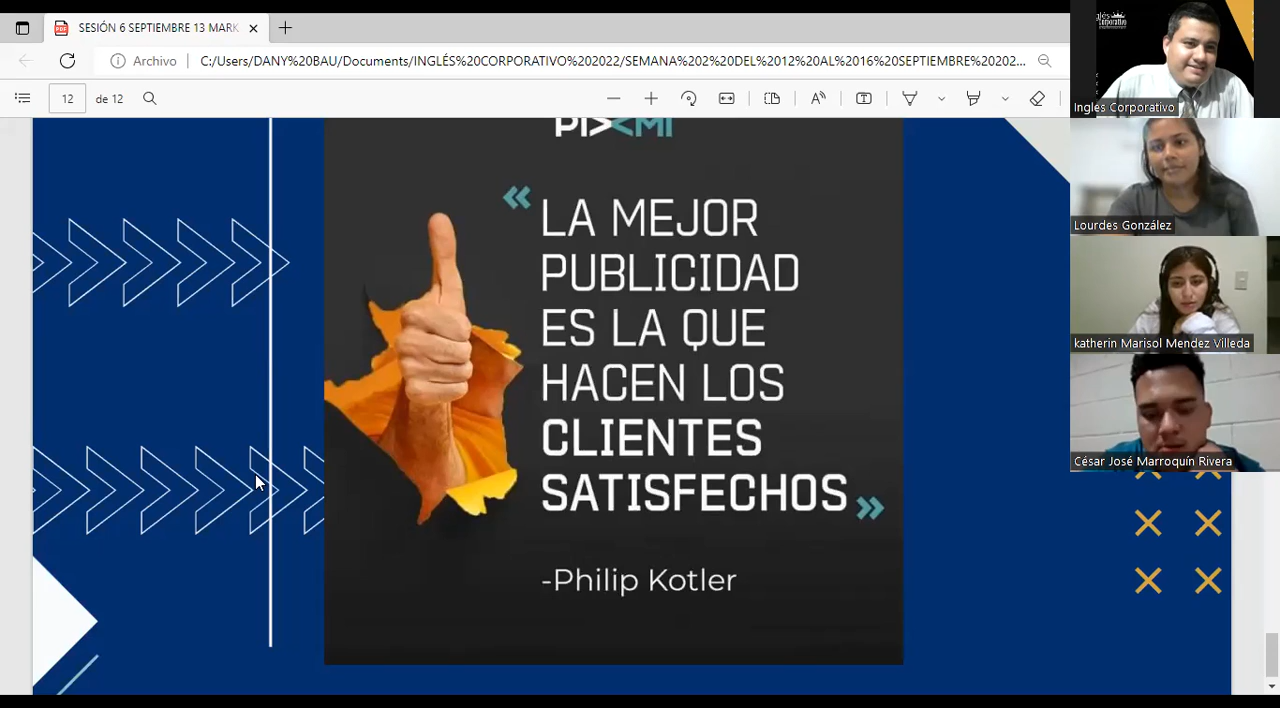 SESIÓN 6 SEPTIEMBRE 13 MARK
Archivo
C:/Users/DANY%20BAU/Documents/INGLÉS%20CORPORATIVO%202022/SEMANA%202%20DEL%2012%20AL%2016%20SEPTIEMBRE%20202...
12
de 12
«
LA MEJOR
PUBLICIDAD
ES LA QUE
HACEN LOS
CLIENTES
SATISFECHOS
»
-Philip Kotler
Corporativo
Ingles Corporativo
Lourdes González
katherin Marisol Mendez Villeda
César José Marroquín Rivera